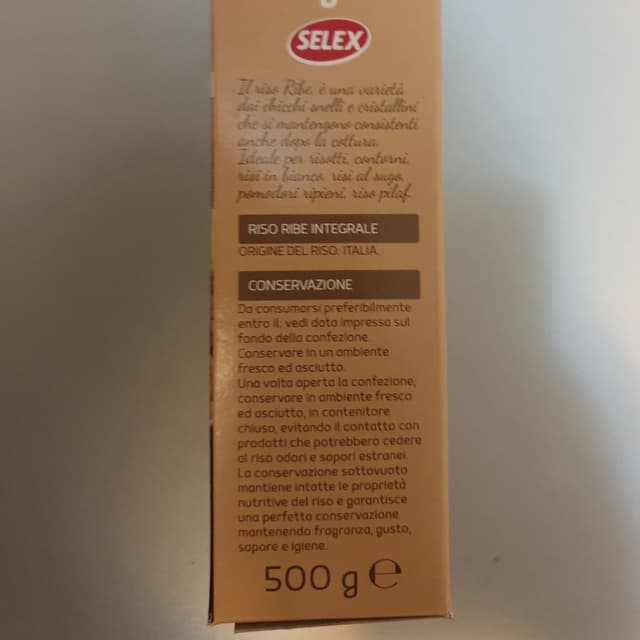 SELEX
Il riso Ribe, è una varietà
dai chicchi snelli e cristallini
che si mantengono consistenti
anche dopo la cottura.
Ideale per risotti, contorni,
risi in bianco, risi al sugo,
pomodori ripieni, riso pilaf.
RISO RIBE INTEGRALE
ORIGINE DEL RISO: ITALIA.
CONSERVAZIONE
Da consumarsi preferibilmente
entro il: vedi data impressa sul
fondo della confezione.
Conservare in un ambiente
fresco ed asciutto.
Una volta aperta la confezione,
conservare in ambiente fresco
ed asciutto, in contenitore
chiuso, evitando il contatto con
prodotti che potrebbero cedere
al riso odori e sapori estranei.
La conservazione sottovuoto
mantiene intatte le proprietà
nutritive del riso e garantisce
una perfetta conservazione
mantenendo fragranza, gusto,
sapore e igiene.
500 g ℮